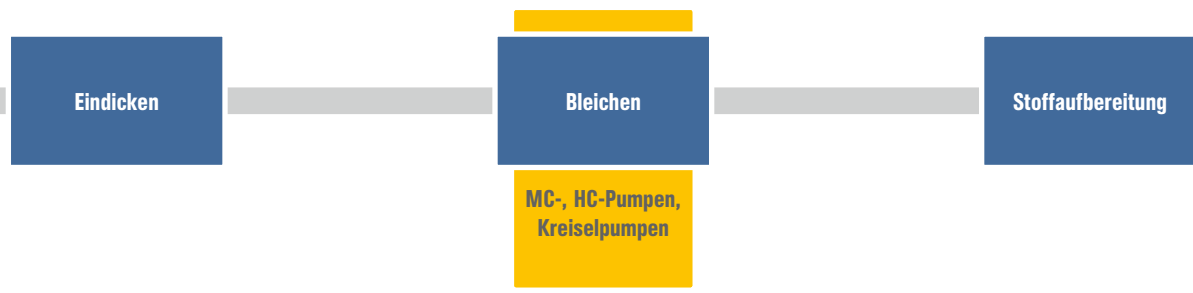 Eindicken
Bleichen
Stoffaufbereitung
MC-, HC-Pumpen,
Kreiselpumpen